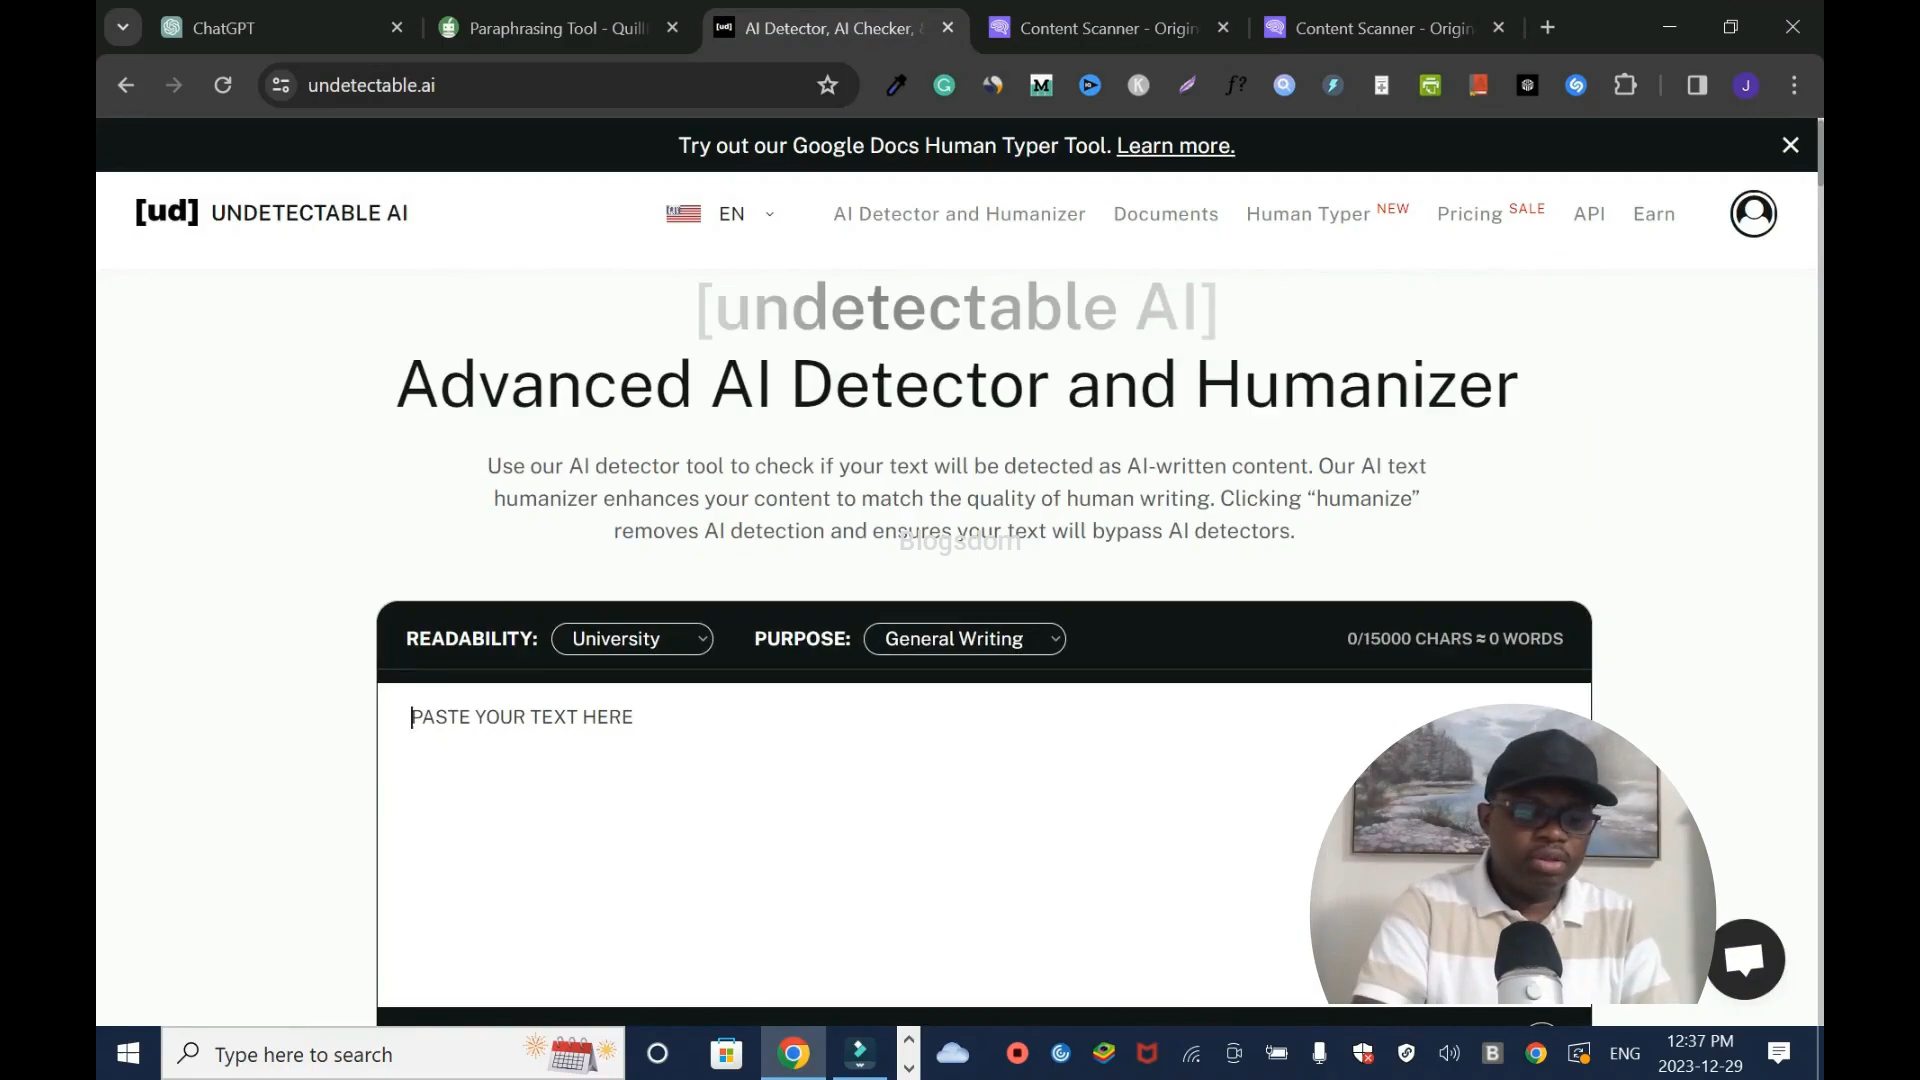 ChatGPT
Paraphrasing Tool - Quill
[ud] AI Detector, AI Checker,
Content Scanner - Origin
Content Scanner - Origin
undetectable.ai
Try out our Google Docs Human Typer Tool. Learn more.
[ud] UNDETECTABLE AI
EN
AI Detector and Humanizer
Documents
Human Typer NEW
Pricing SALE
API
Earn
[undetectable AI]
Advanced AI Detector and Humanizer
Use our AI detector tool to check if your text will be detected as AI-written content. Our AI text
humanizer enhances your content to match the quality of human writing. Clicking “humanize”
removes AI detection and ensures your text will bypass AI detectors.
Blogsdom
READABILITY: University PURPOSE: General Writing 0/15000 CHARS ≈ 0 WORDS
PASTE YOUR TEXT HERE
Type here to search
ENG
12:37 PM
2023-12-29